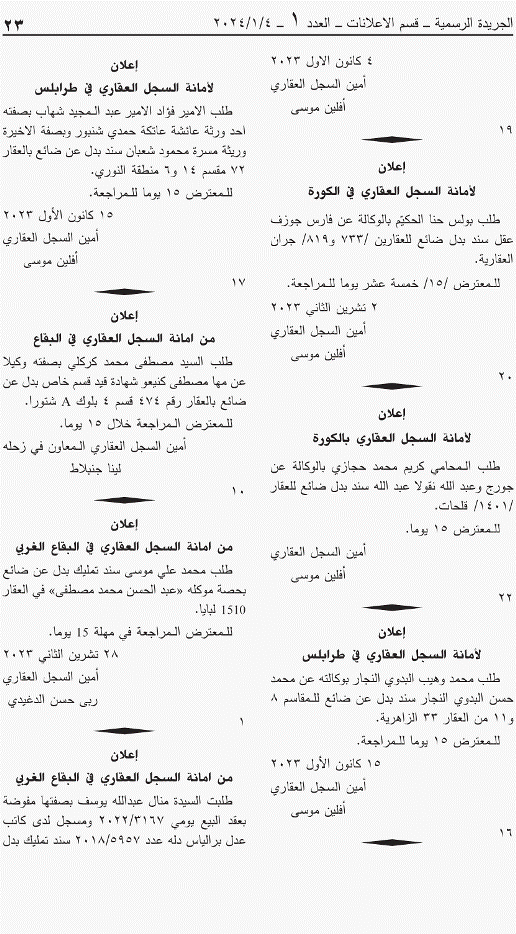 الجريدة الرسمية ــ قسم الاعلانات ــ العدد ١ ــ ٢٠٢٤/١/٤
٢٣
٤ كانون الاول ٢٠٢٣
أمين السجل العقاري
أفلين موسى
١٩
إعلان
لأمانة السجل العقاري في الكورة
طلب بولس حنا الحكيّم بالوكالة عن فارس جوزف
عقل سند بدل ضائع للعقارين /٧٣٣ و٨١٩/ جران
العقارية.
للمعترض /١٥/ خمسة عشر يوما للمراجعة.
٢ تشرين الثاني ٢٠٢٣
أمين السجل العقاري
أفلين موسى
٢٠
إعلان
لأمانة السجل العقاري بالكورة
طلب المحامي كريم محمد حجازي بالوكالة عن
جورج وعبد الله نقولا عبد الله سند بدل ضائع للعقار
/١٤٠١/ قلحات.
للمعترض ١٥ يوما.
أمين السجل العقاري
أفلين موسى
٢٢
إعلان
لأمانة السجل العقاري في طرابلس
طلب محمد وهيب البدوي النجار بوكالته عن محمد
حسن البدوي النجار سند بدل عن ضائع للمقاسم ٨
و١١ من العقار ٣٣ الزاهرية.
للمعترض ١٥ يوما للمراجعة.
١٥ كانون الأول ٢٠٢٣
أمين السجل العقاري
أفلين موسى
١٦
إعلان
لأمانة السجل العقاري في طرابلس
طلب الامير فؤاد الامير عبد المجيد شهاب بصفته
احد ورثة عائشة عاتكة حمدي شنبور وبصفة الاخيرة
وريثة مسرة محمود شعبان سند بدل عن ضائع بالعقار
٧٢ مقسم ١٤ و٦ منطقة النوري.
للمعترض ١٥ يوما للمراجعة.
١٥ كانون الأول ٢٠٢٣
أمين السجل العقاري
أفلين موسى
١٧
إعلان
من امانة السجل العقاري في البقاع
طلب السيد مصطفى محمد كركلي بصفته وكيلا
عن مها مصطفى كنيعو شهادة قيد قسم خاص بدل عن
ضائع بالعقار رقم ٤٧٤ قسم ٤ بلوك A شتورا.
للمعترض المراجعة خلال ١٥ يوما.
أمين السجل العقاري المعاون في زحله
لينا جنبلاط
١٠
إعلان
من امانة السجل العقاري في البقاع الغربي
طلب محمد علي موسى سند تمليك بدل عن ضائع
بحصة موكله «عبد الحسن محمد مصطفى» في العقار
1510 لبايا.
للمعترض المراجعة في مهلة 15 يوما.
٢٨ تشرين الثاني ٢٠٢٣
أمين السجل العقاري
ربى حسن الدغيدي
١
إعلان
من امانة السجل العقاري في البقاع الغربي
طلبت السيدة منال عبدالله يوسف بصفتها مفوضة
بعقد البيع يومي ٢٠٢٢/٣١٦٧ ومسجل لدى كاتب
عدل برالياس دله عدد ٢٠١٨/٥٩٥٧ سند تمليك بدل